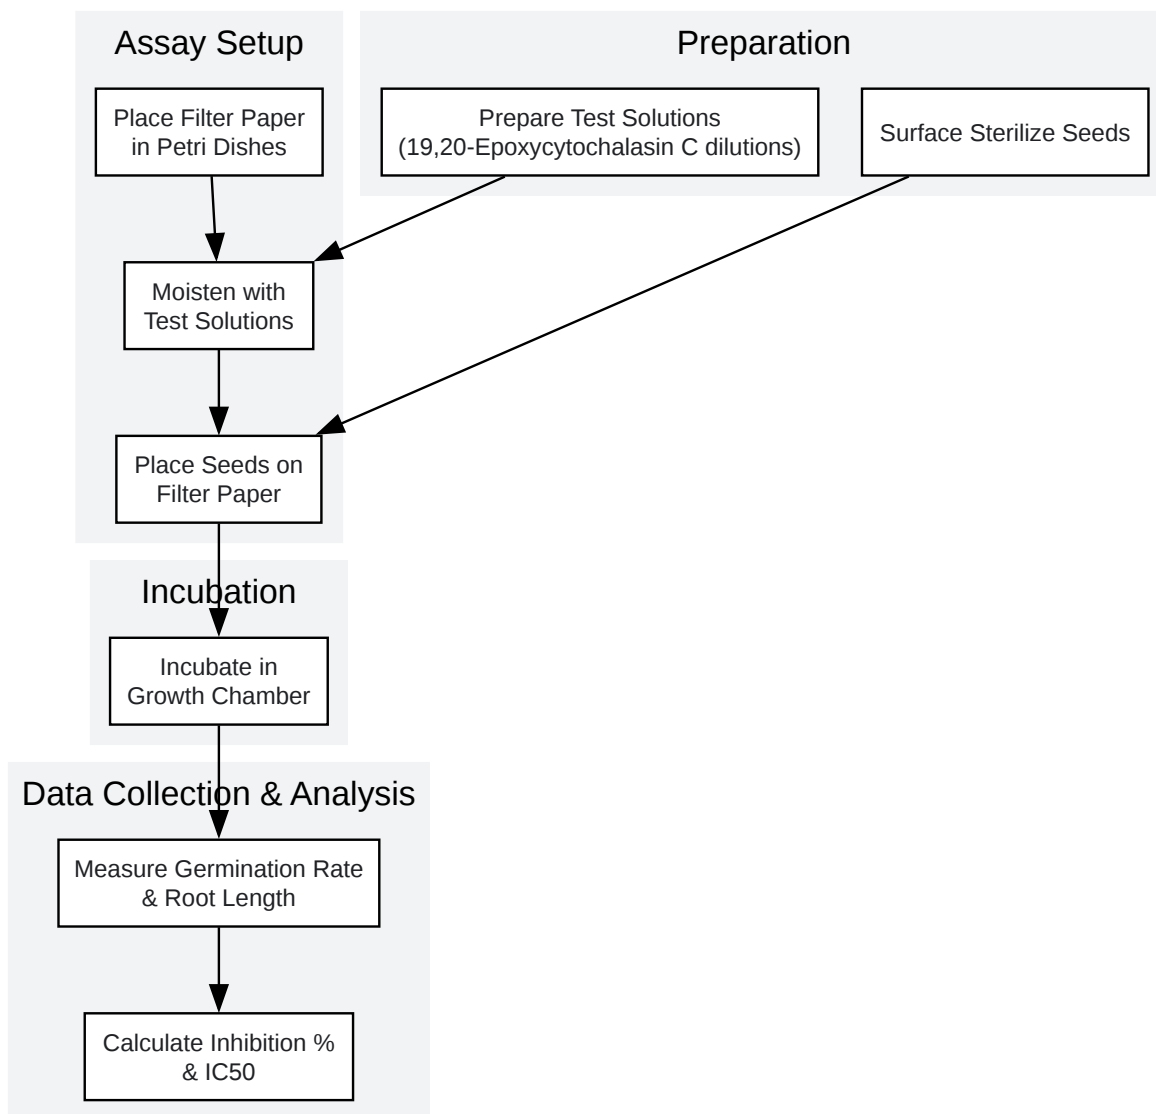 Assay Setup
Place Filter Paper
in Petri Dishes
Preparation
Prepare Test Solutions
(19,20-Epoxycytochalasin C dilutions)
Surface Sterilize Seeds
Moisten with
Test Solutions
Place Seeds on
Filter Paper
Incubation
Incubate in
Growth Chamber
Data Collection & Analysis
Measure Germination Rate
& Root Length
Calculate Inhibition %
& IC50